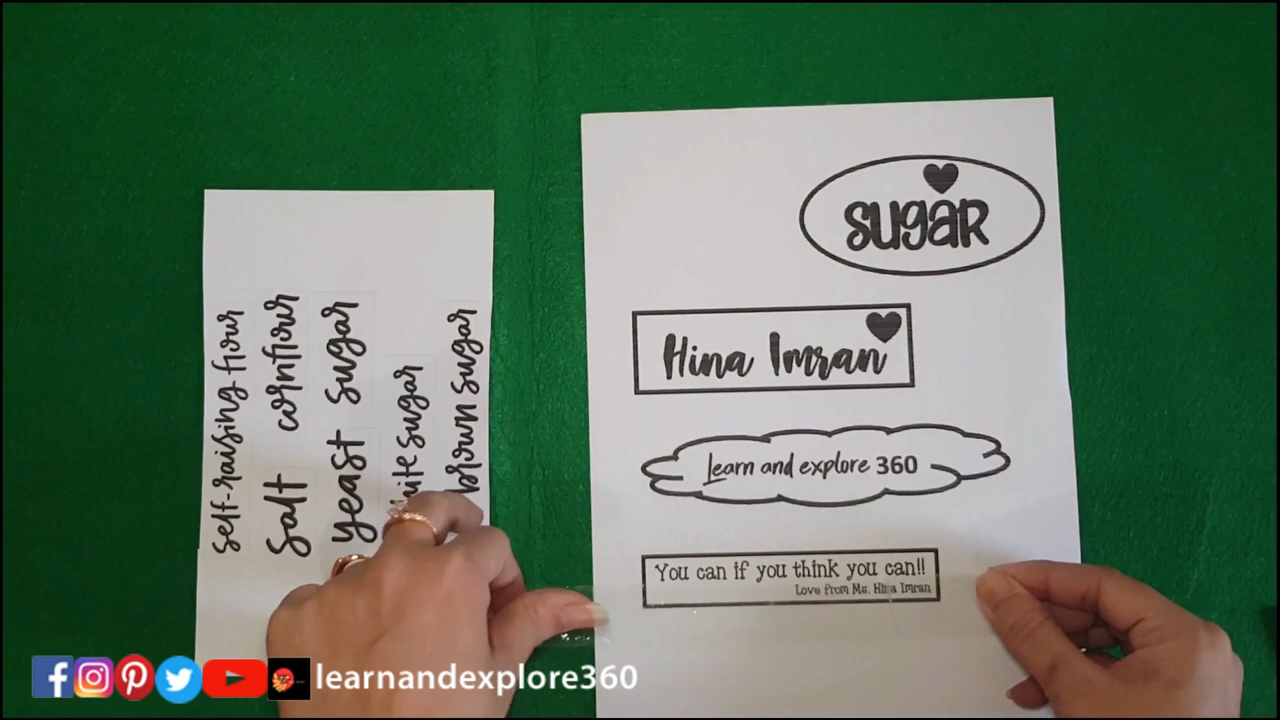 self-raising flour
salt cornflour
yeast sugar
sugar
brown sugar
sugar
Hina Imran
Learn and explore 360
You can if you think you can!!
Love from Ms. Hina Imran
learnandexplore360